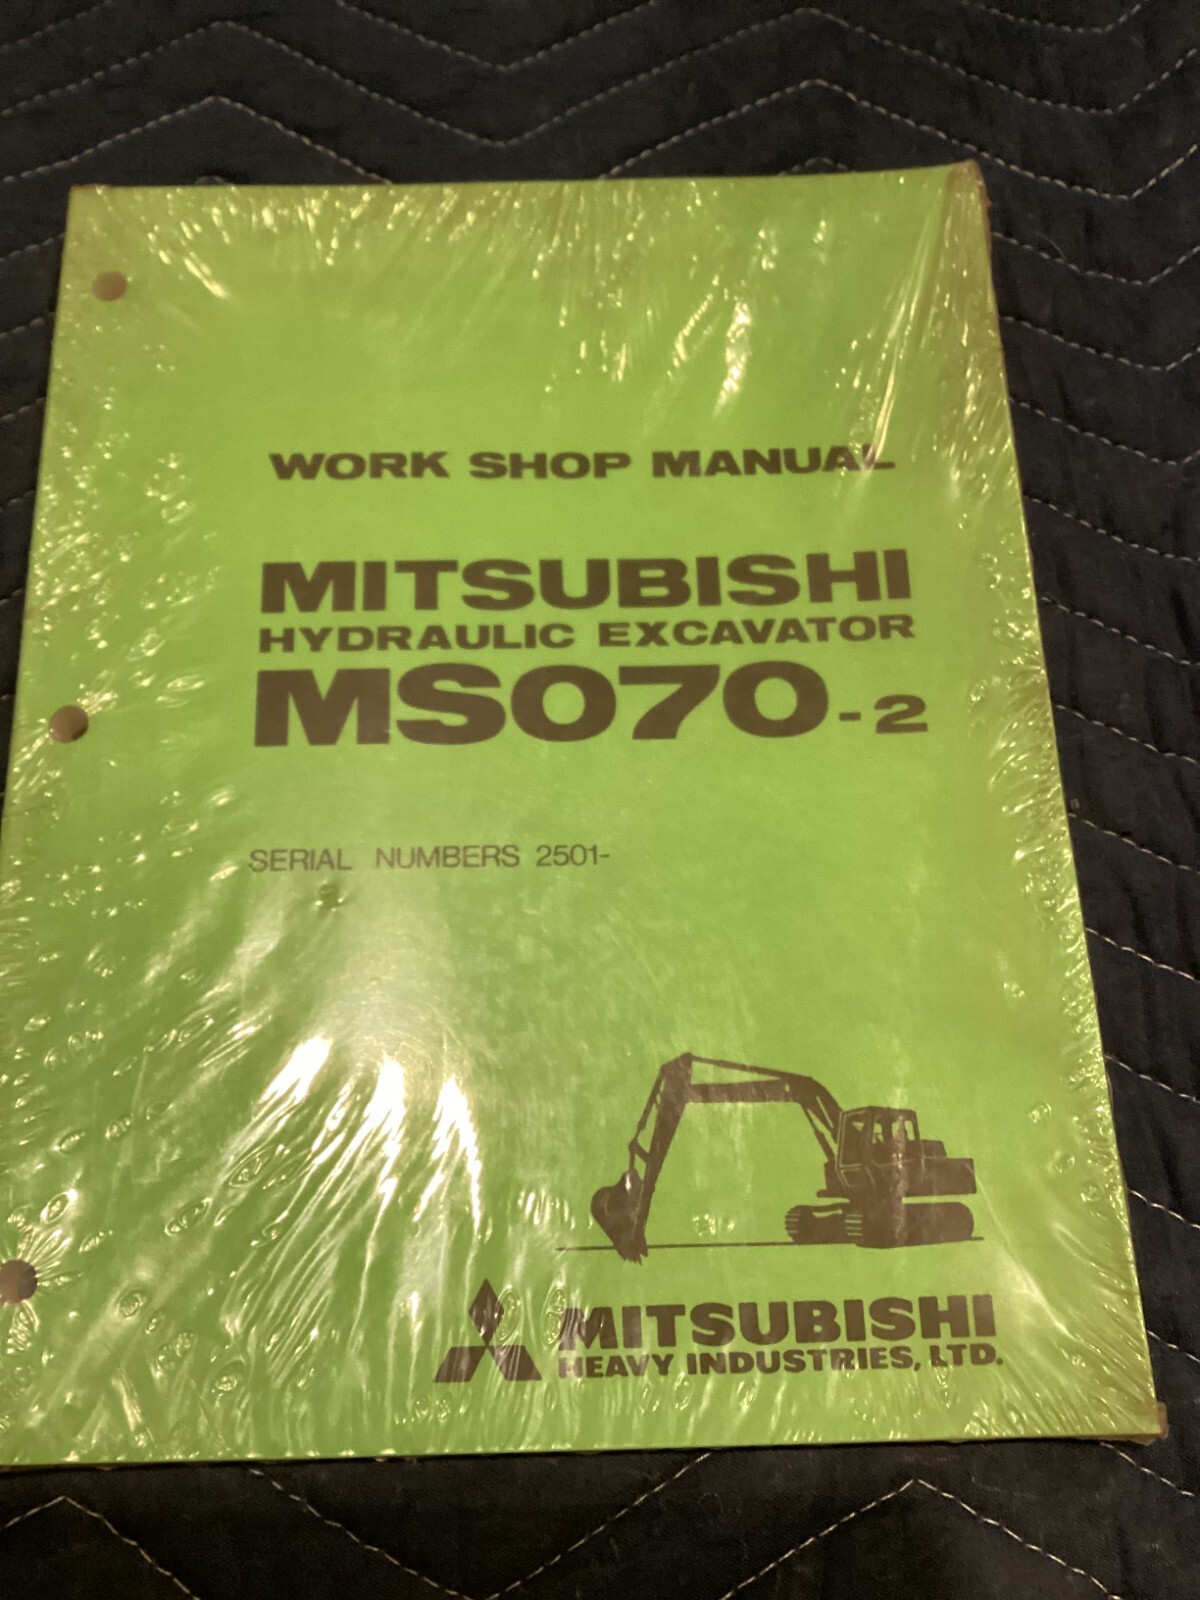 WORK SHOP MANUAL
MITSUBISHI
HYDRAULIC EXCAVATOR
MS070-2
SERIAL NUMBERS 2501-
MITSUBISHI
HEAVY INDUSTRIES, LTD.